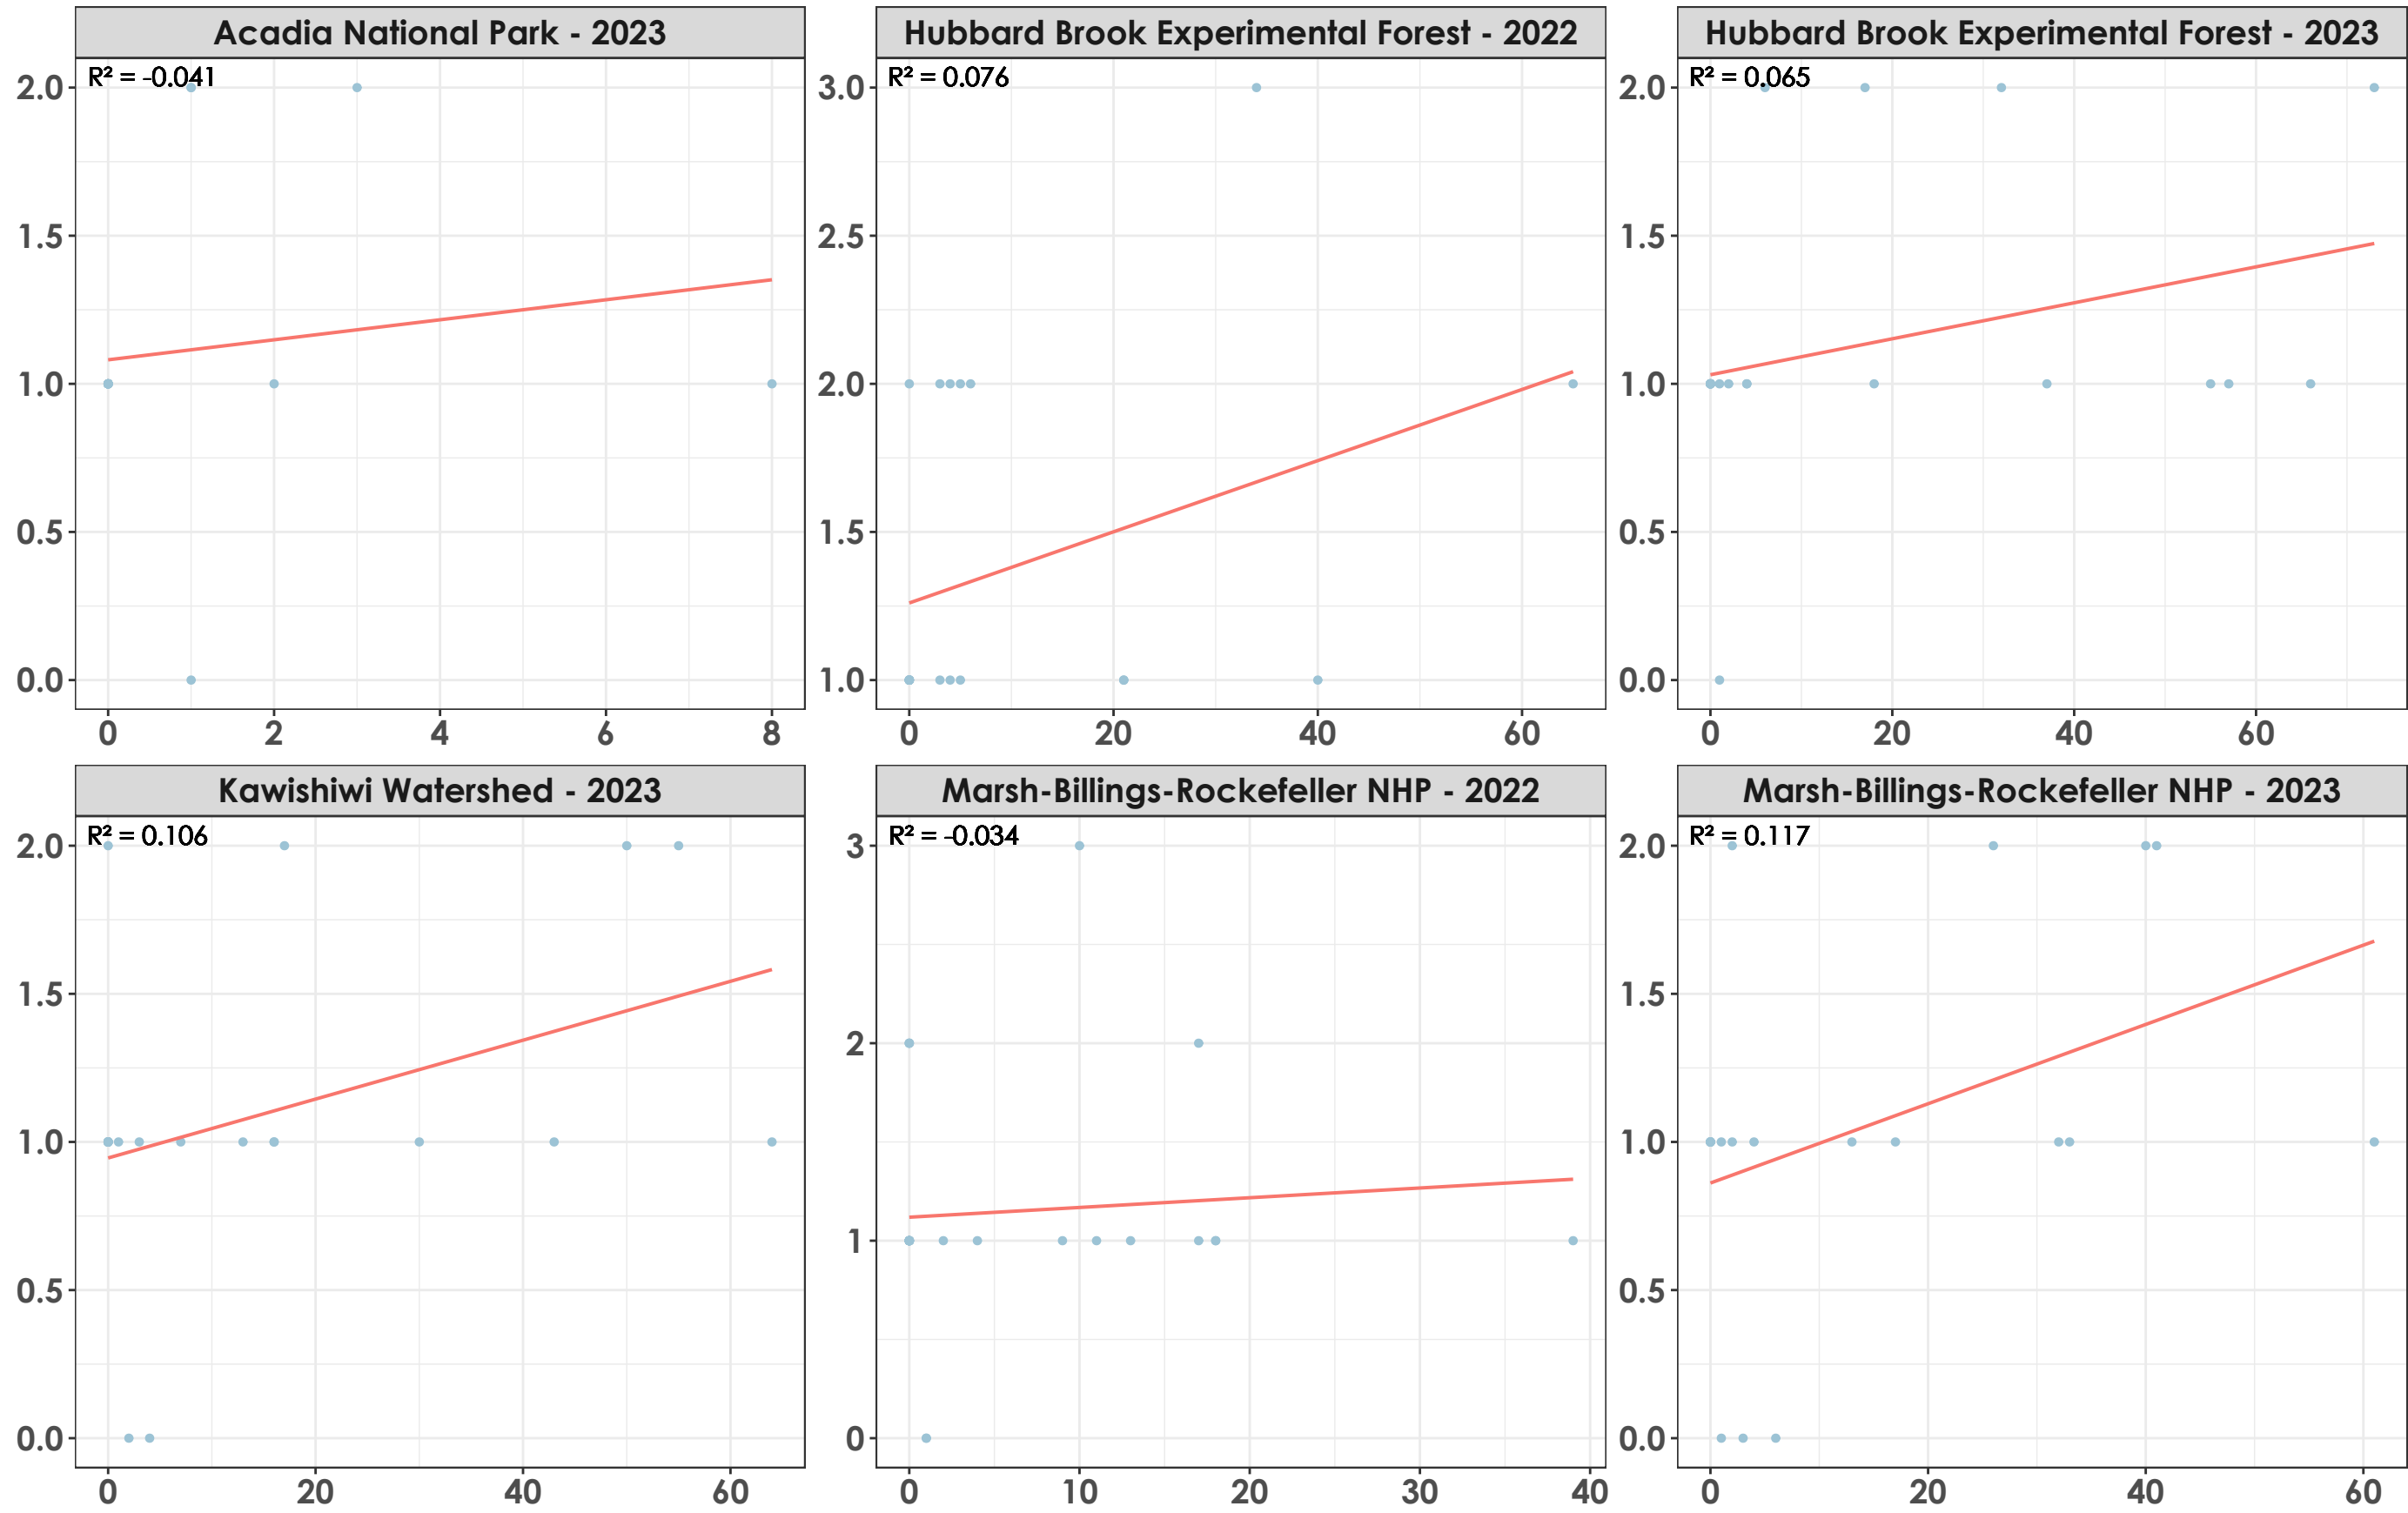 Acadia National Park - 2023
R² = -0.041
2.0
1.5
1.0
0.5
0.0
0 2 4 6 8
Hubbard Brook Experimental Forest - 2022
R² = 0.076
3.0
2.5
2.0
1.5
1.0
0 20 40 60
Hubbard Brook Experimental Forest - 2023
R² = 0.065
2.0
1.5
1.0
0.5
0.0
0 20 40 60
Kawishiwi Watershed - 2023
R² = 0.106
2.0
1.5
1.0
0.5
0.0
0 20 40 60
Marsh-Billings-Rockefeller NHP - 2022
R² = -0.034
3
2
1
0
0 10 20 30 40
Marsh-Billings-Rockefeller NHP - 2023
R² = 0.117
2.0
1.5
1.0
0.5
0.0
0 20 40 60